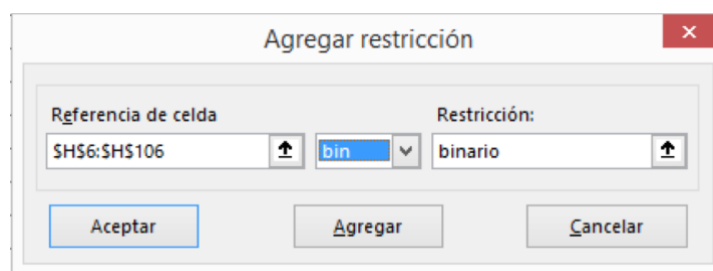 Agregar restricción
Referencia de celda Restricción:
$H$6:$H$106 bin binario
Aceptar Agregar Cancelar